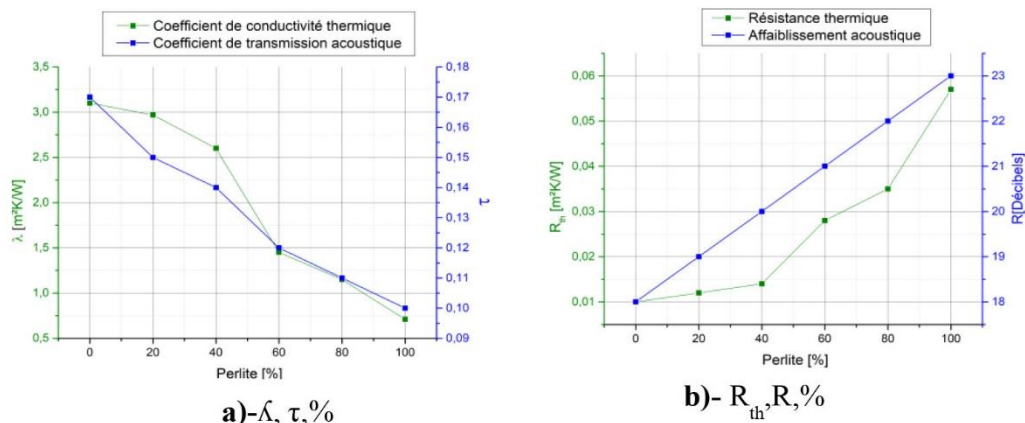 Coefficient de conductivité thermique
Coefficient de transmission acoustique
3,5
3,0
2,5
2,0
1,5
1,0
0,5
λ [m²K/W]
0,18
0,17
0,16
0,15
0,14
0,13
0,12
0,11
0,10
0,09
τ
0 20 40 60 80 100
Perlite [%]
a)-ʎ, τ,%
Résistance thermique
Affaiblissement acoustique
0,06
0,05
0,04
0,03
0,02
0,01
R_th [m²K/W]
23
22
21
20
19
18
R[Décibels]
0 20 40 60 80 100
Perlite [%]
b)- R_th,R,%